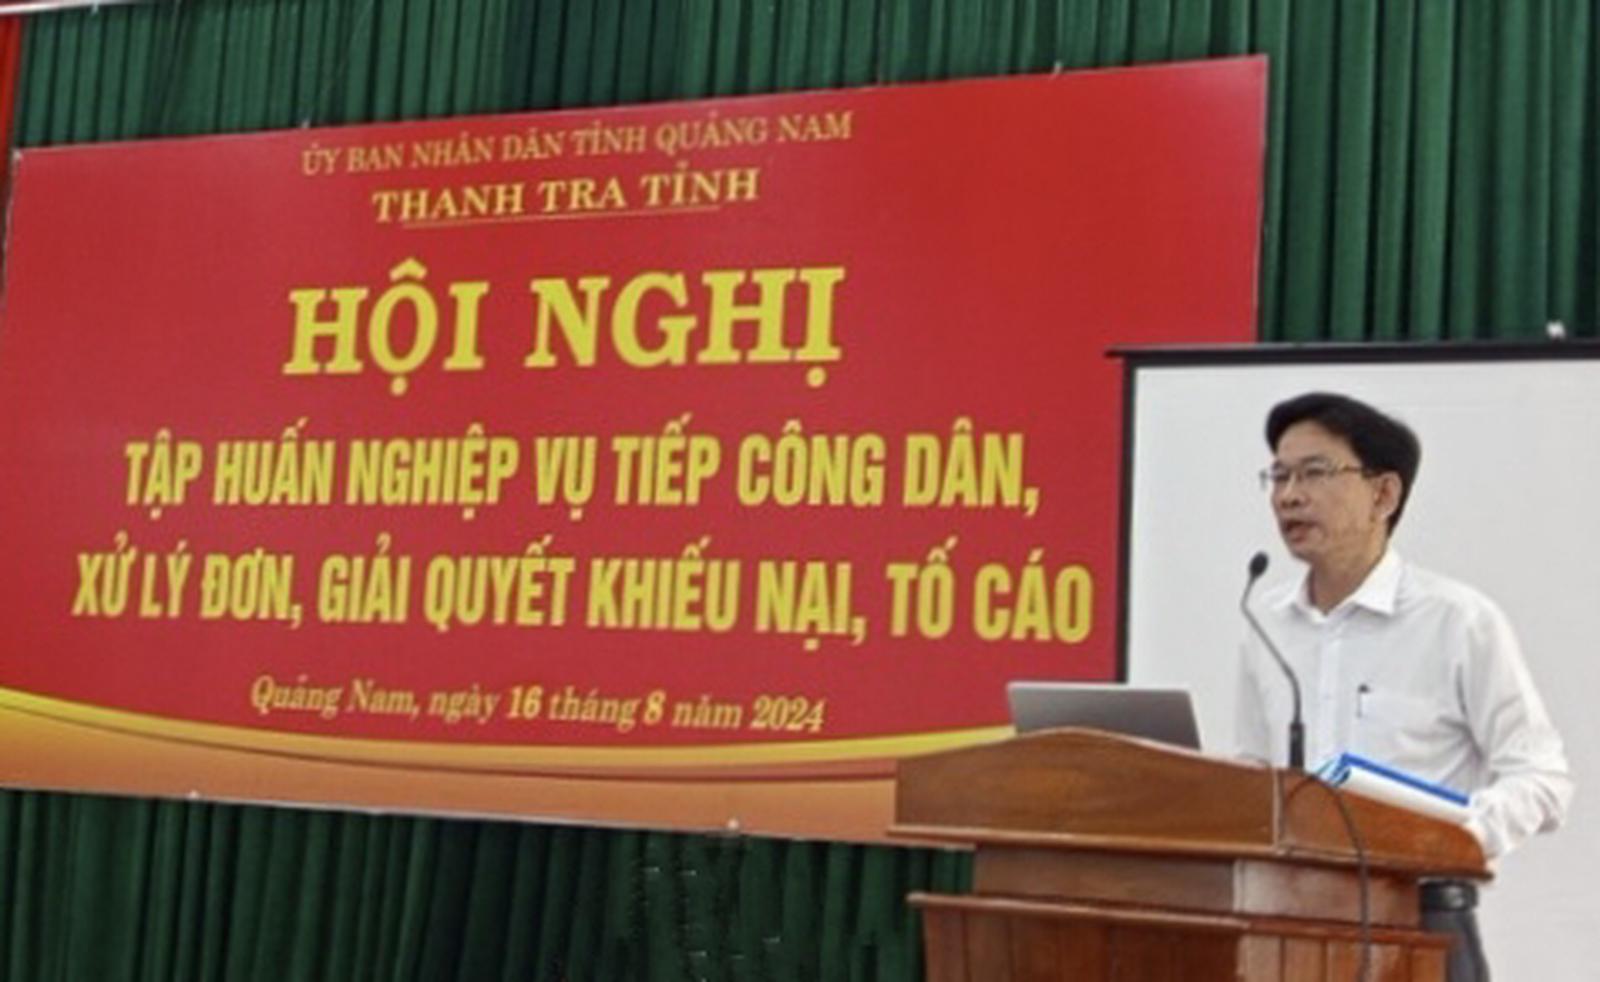 ỦY BAN NHÂN DÂN TỈNH QUẢNG NAM
THANH TRA TỈNH
HỘI NGHỊ
TẬP HUẤN NGHIỆP VỤ TIẾP CÔNG DÂN,
XỬ LÝ ĐƠN, GIẢI QUYẾT KHIẾU NẠI, TỐ CÁO
Quảng Nam, ngày 16 tháng 8 năm 2024